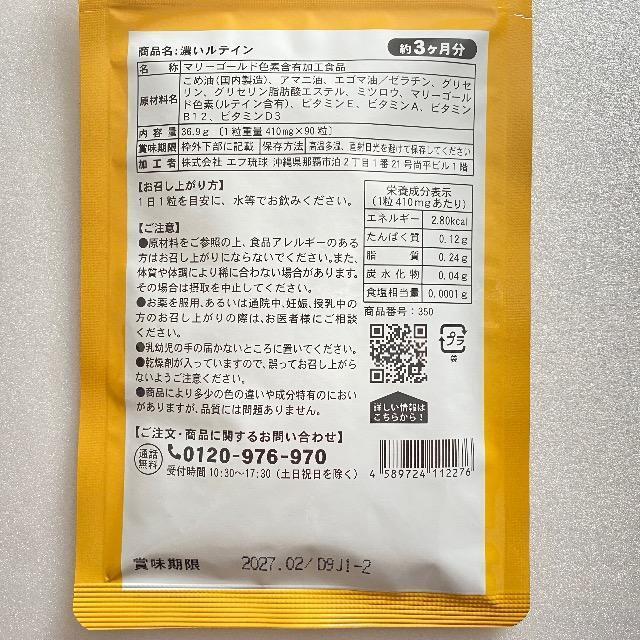 商品名:濃いルテイン
約3ヶ月分
名 称 マリーゴールド色素含有加工食品
原材料名 こめ油(国内製造)、アマニ油、エゴマ油/ゼラチン、グリセ
リン、グリセリン脂肪酸エステル、ミツロウ、マリーゴー
ルド色素(ルテイン含有)、ビタミンE、ビタミンA、ビタミン
B12、ビタミンD3
内 容 量 36.9g (1粒重量 410mg×90粒)
賞味期限 枠外下部に記載 保存方法 高温多湿、直射日光を避けて保存してください
加 工 者 株式会社 エフ琉球 沖縄県那覇市泊2丁目1番21号尚平ビル1階
【お召し上がり方】
1日1粒を目安に、水等でお飲みください。
【ご注意】
●原材料をご参照の上、食品アレルギーのある
方はお召し上がりにならないでください。また、
体質や体調により稀に合わない場合があります。
その場合は摂取を中止してください。
●お薬を服用、あるいは通院中、妊娠、授乳中の
方のお召し上がりの際は、お医者様にご相談
ください。
●乳幼児の手の届かないところに置いてください。
●乾燥剤が入っていますので、誤ってお召し上がら
ないようご注意ください。
●商品により多少の色の違いや成分特有のにおい
がありますが、品質には問題ありません。
栄養成分表示
(1粒410mgあたり)
エネルギー 2.80kcal
たんぱく質 0.12g
脂 質 0.24g
炭水化物 0.04g
食塩相当量 0.0001g
商品番号:350
プラ
袋
詳しい情報は
こちらから!
【ご注文・商品に関するお問い合わせ】
通話
無料
0120-976-970
受付時間 10:30〜17:30(土日祝日を除く)
4 589724 112276
賞味期限 2027.02/D9J1-2